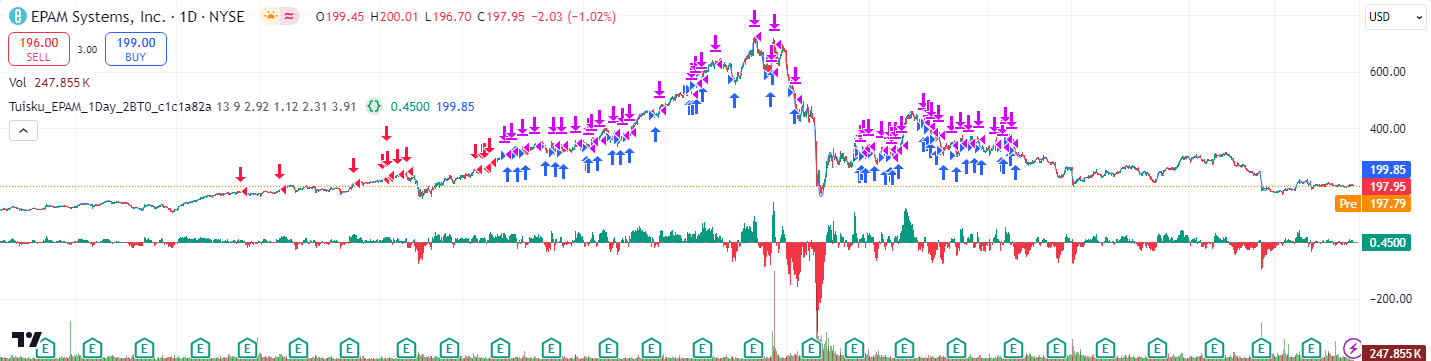 EPAM Systems, Inc. · 1D · NYSE O199.45 H200.01 L196.70 C197.95 −2.03 (−1.02%)
USD
196.00 SELL
3.00
199.00 BUY
Vol 247.855K
600.00
Tuisku_EPAM_1Day_2BT0_c1c1a82a 13 9 2.92 1.12 2.31 3.91 {} 0.4500 199.85
400.00
199.85
197.95
Pre 197.79
0.4500
−200.00
E E E E E E E E E E E E E E E E E E E E E E E E E E
247.855K